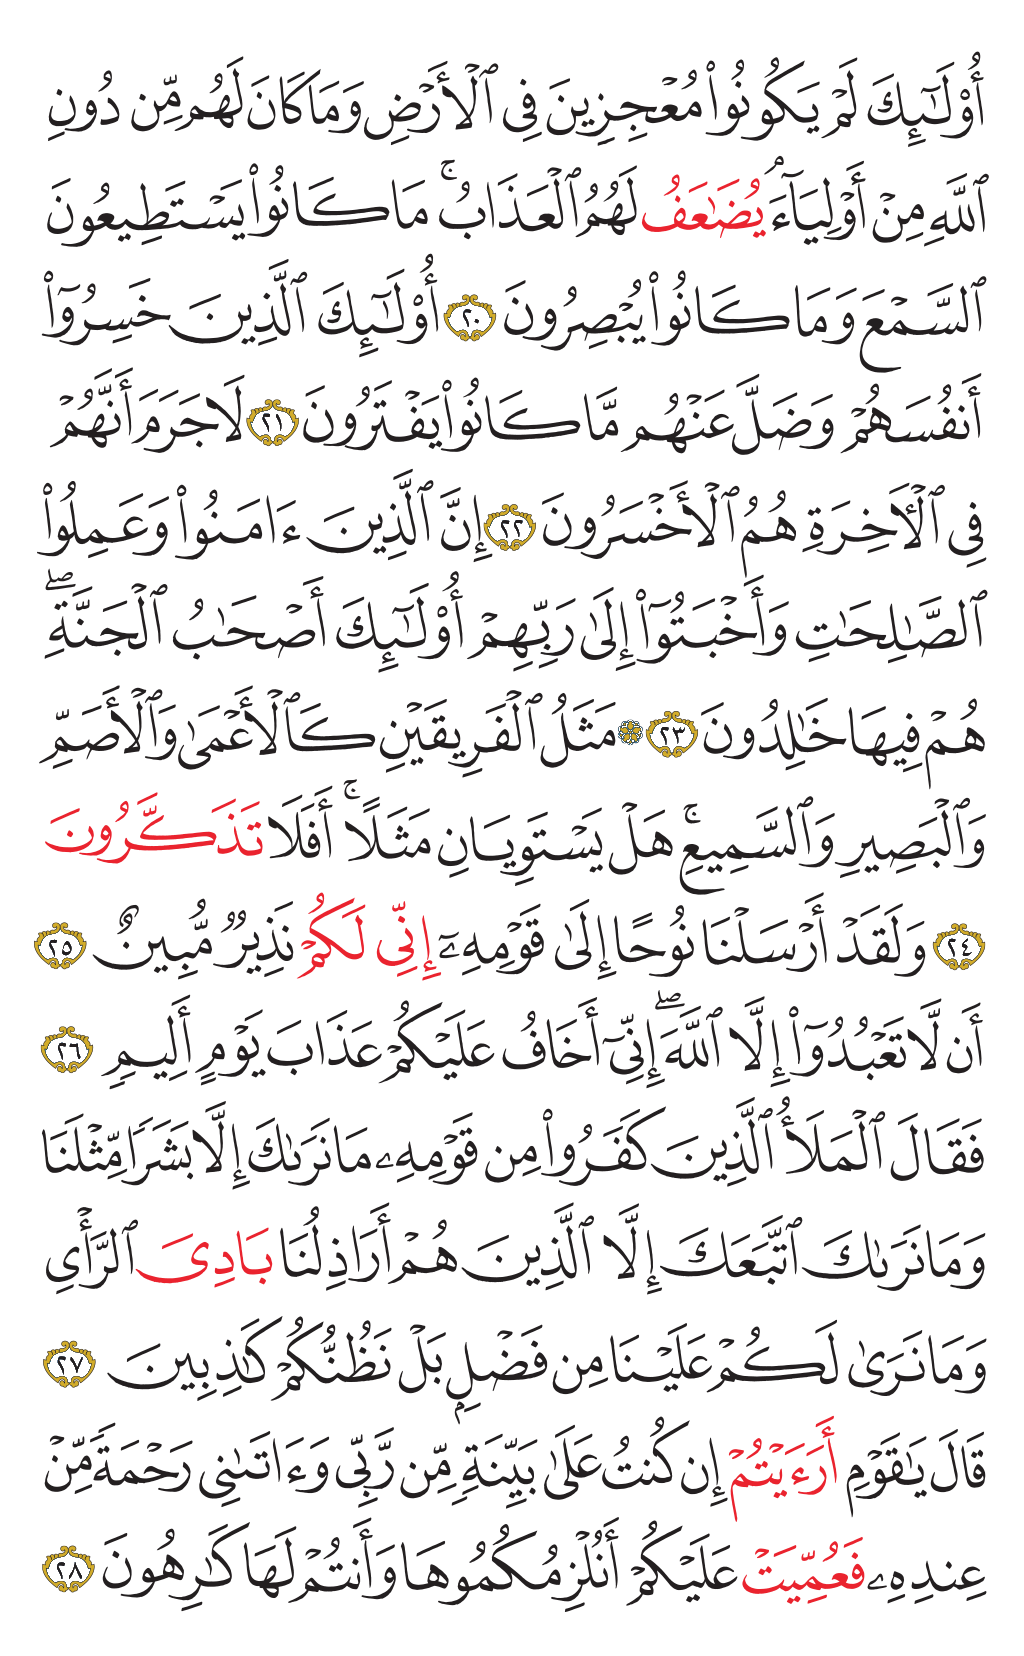 أُوْلَٰٓئِكَ لَمۡ يَكُونُواْ مُعۡجِزِينَ فِي ٱلۡأَرۡضِ وَمَا كَانَ لَهُم مِّن دُونِ
ٱللَّهِ مِنۡ أَوۡلِيَآءَۘ يُضَٰعَفُ لَهُمُ ٱلۡعَذَابُۚ مَا كَانُواْ يَسۡتَطِيعُونَ
ٱلسَّمۡعَ وَمَا كَانُواْ يُبۡصِرُونَ ٢٠ أُوْلَٰٓئِكَ ٱلَّذِينَ خَسِرُوٓاْ
أَنفُسَهُمۡ وَضَلَّ عَنۡهُم مَّا كَانُواْ يَفۡتَرُونَ ٢١ لَا جَرَمَ أَنَّهُمۡ
فِي ٱلۡأٓخِرَةِ هُمُ ٱلۡأَخۡسَرُونَ ٢٢ إِنَّ ٱلَّذِينَ ءَامَنُواْ وَعَمِلُواْ
ٱلصَّٰلِحَٰتِ وَأَخۡبَتُوٓاْ إِلَىٰ رَبِّهِمۡ أُوْلَٰٓئِكَ أَصۡحَٰبُ ٱلۡجَنَّةِۖ
هُمۡ فِيهَا خَٰلِدُونَ ٢٣ ۞ مَثَلُ ٱلۡفَرِيقَيۡنِ كَٱلۡأَعۡمَىٰ وَٱلۡأَصَمِّ
وَٱلۡبَصِيرِ وَٱلسَّمِيعِۚ هَلۡ يَسۡتَوِيَانِ مَثَلًاۚ أَفَلَا تَذَكَّرُونَ
٢٤ وَلَقَدۡ أَرۡسَلۡنَا نُوحًا إِلَىٰ قَوۡمِهِۦٓ إِنِّي لَكُمۡ نَذِيرٞ مُّبِينٌ ٢٥
أَن لَّا تَعۡبُدُوٓاْ إِلَّا ٱللَّهَۖ إِنِّيٓ أَخَافُ عَلَيۡكُمۡ عَذَابَ يَوۡمٍ أَلِيمٖ ٢٦
فَقَالَ ٱلۡمَلَأُ ٱلَّذِينَ كَفَرُواْ مِن قَوۡمِهِۦ مَا نَرَىٰكَ إِلَّا بَشَرٗا مِّثۡلَنَا
وَمَا نَرَىٰكَ ٱتَّبَعَكَ إِلَّا ٱلَّذِينَ هُمۡ أَرَاذِلُنَا بَادِيَ ٱلرَّأۡيِ
وَمَا نَرَىٰ لَكُمۡ عَلَيۡنَا مِن فَضۡلِۭ بَلۡ نَظُنُّكُمۡ كَٰذِبِينَ ٢٧
قَالَ يَٰقَوۡمِ أَرَءَيۡتُمۡ إِن كُنتُ عَلَىٰ بَيِّنَةٖ مِّن رَّبِّي وَءَاتَىٰنِي رَحۡمَةٗ مِّنۡ
عِندِهِۦ فَعُمِّيَتۡ عَلَيۡكُمۡ أَنُلۡزِمُكُمُوهَا وَأَنتُمۡ لَهَا كَٰرِهُونَ ٢٨